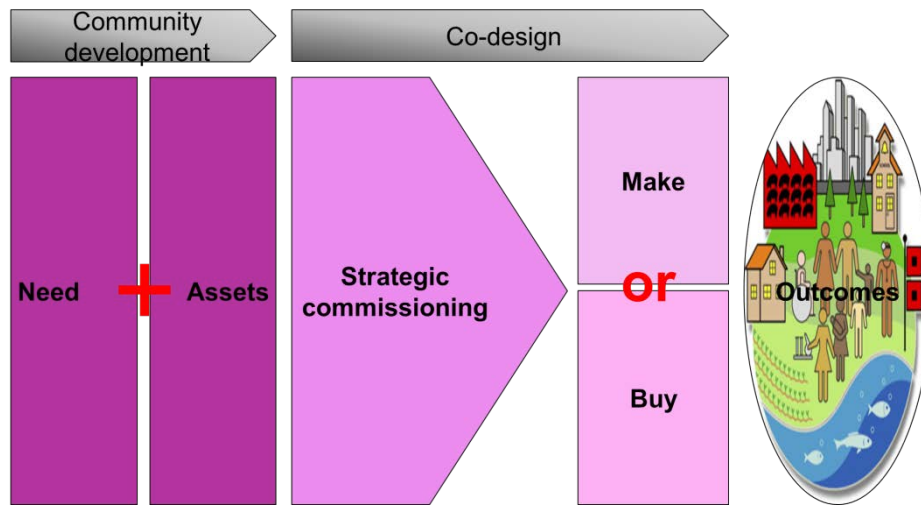 Community
development
Co-design
Need
+
Assets
Strategic
commissioning
Make
or
Buy
Outcomes